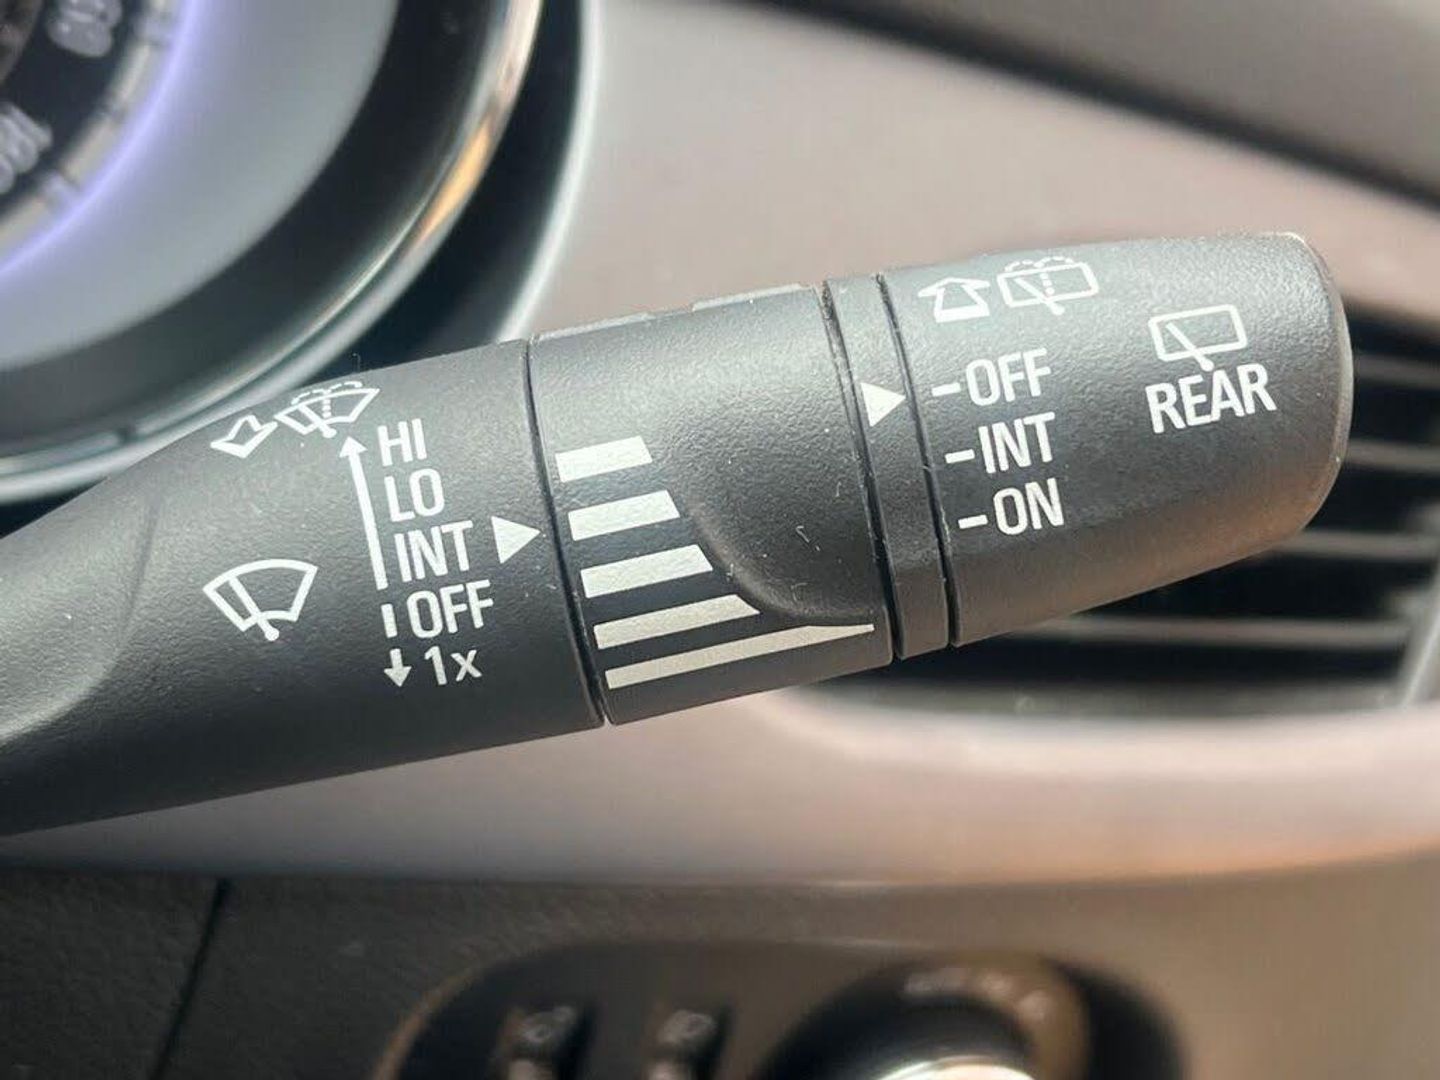 HI
LO
INT
OFF
1x
-OFF
-INT
-ON
REAR